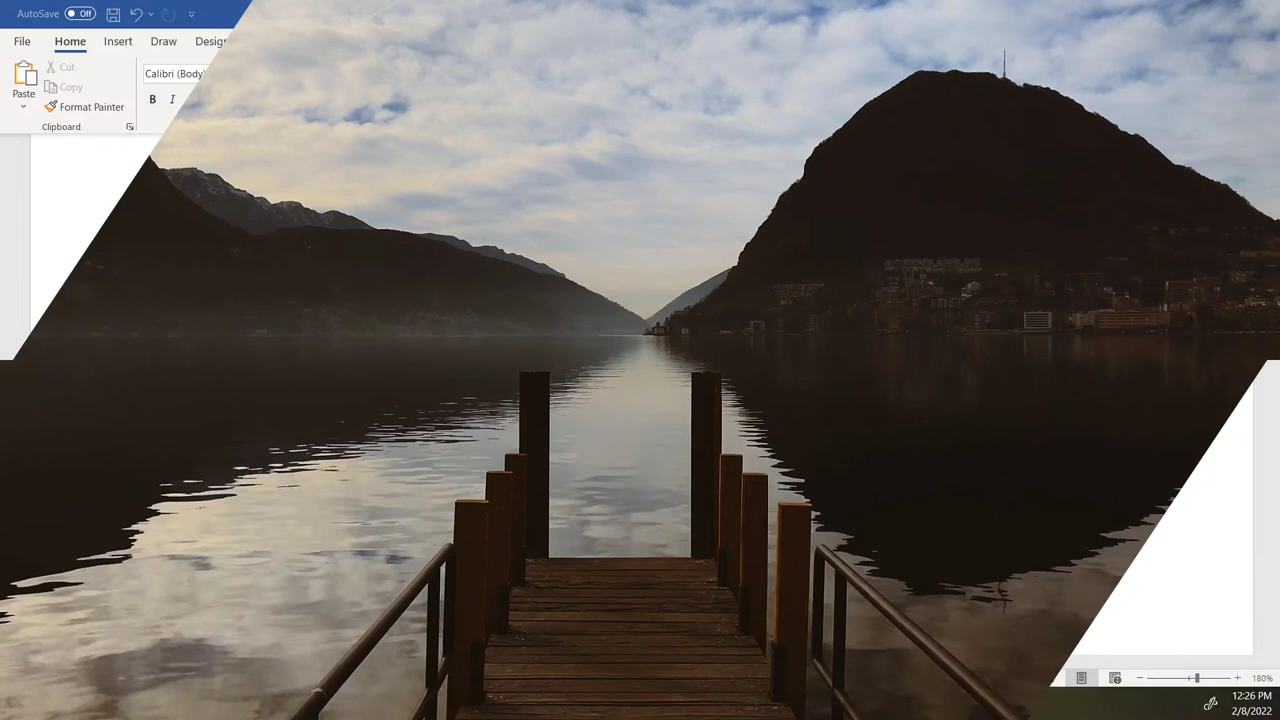 AutoSave Off
File Home Insert Draw Desig
Paste
Cut
Copy
Format Painter
Clipboard
Calibri (Body)
B I
180%
12:26 PM
2/8/2022